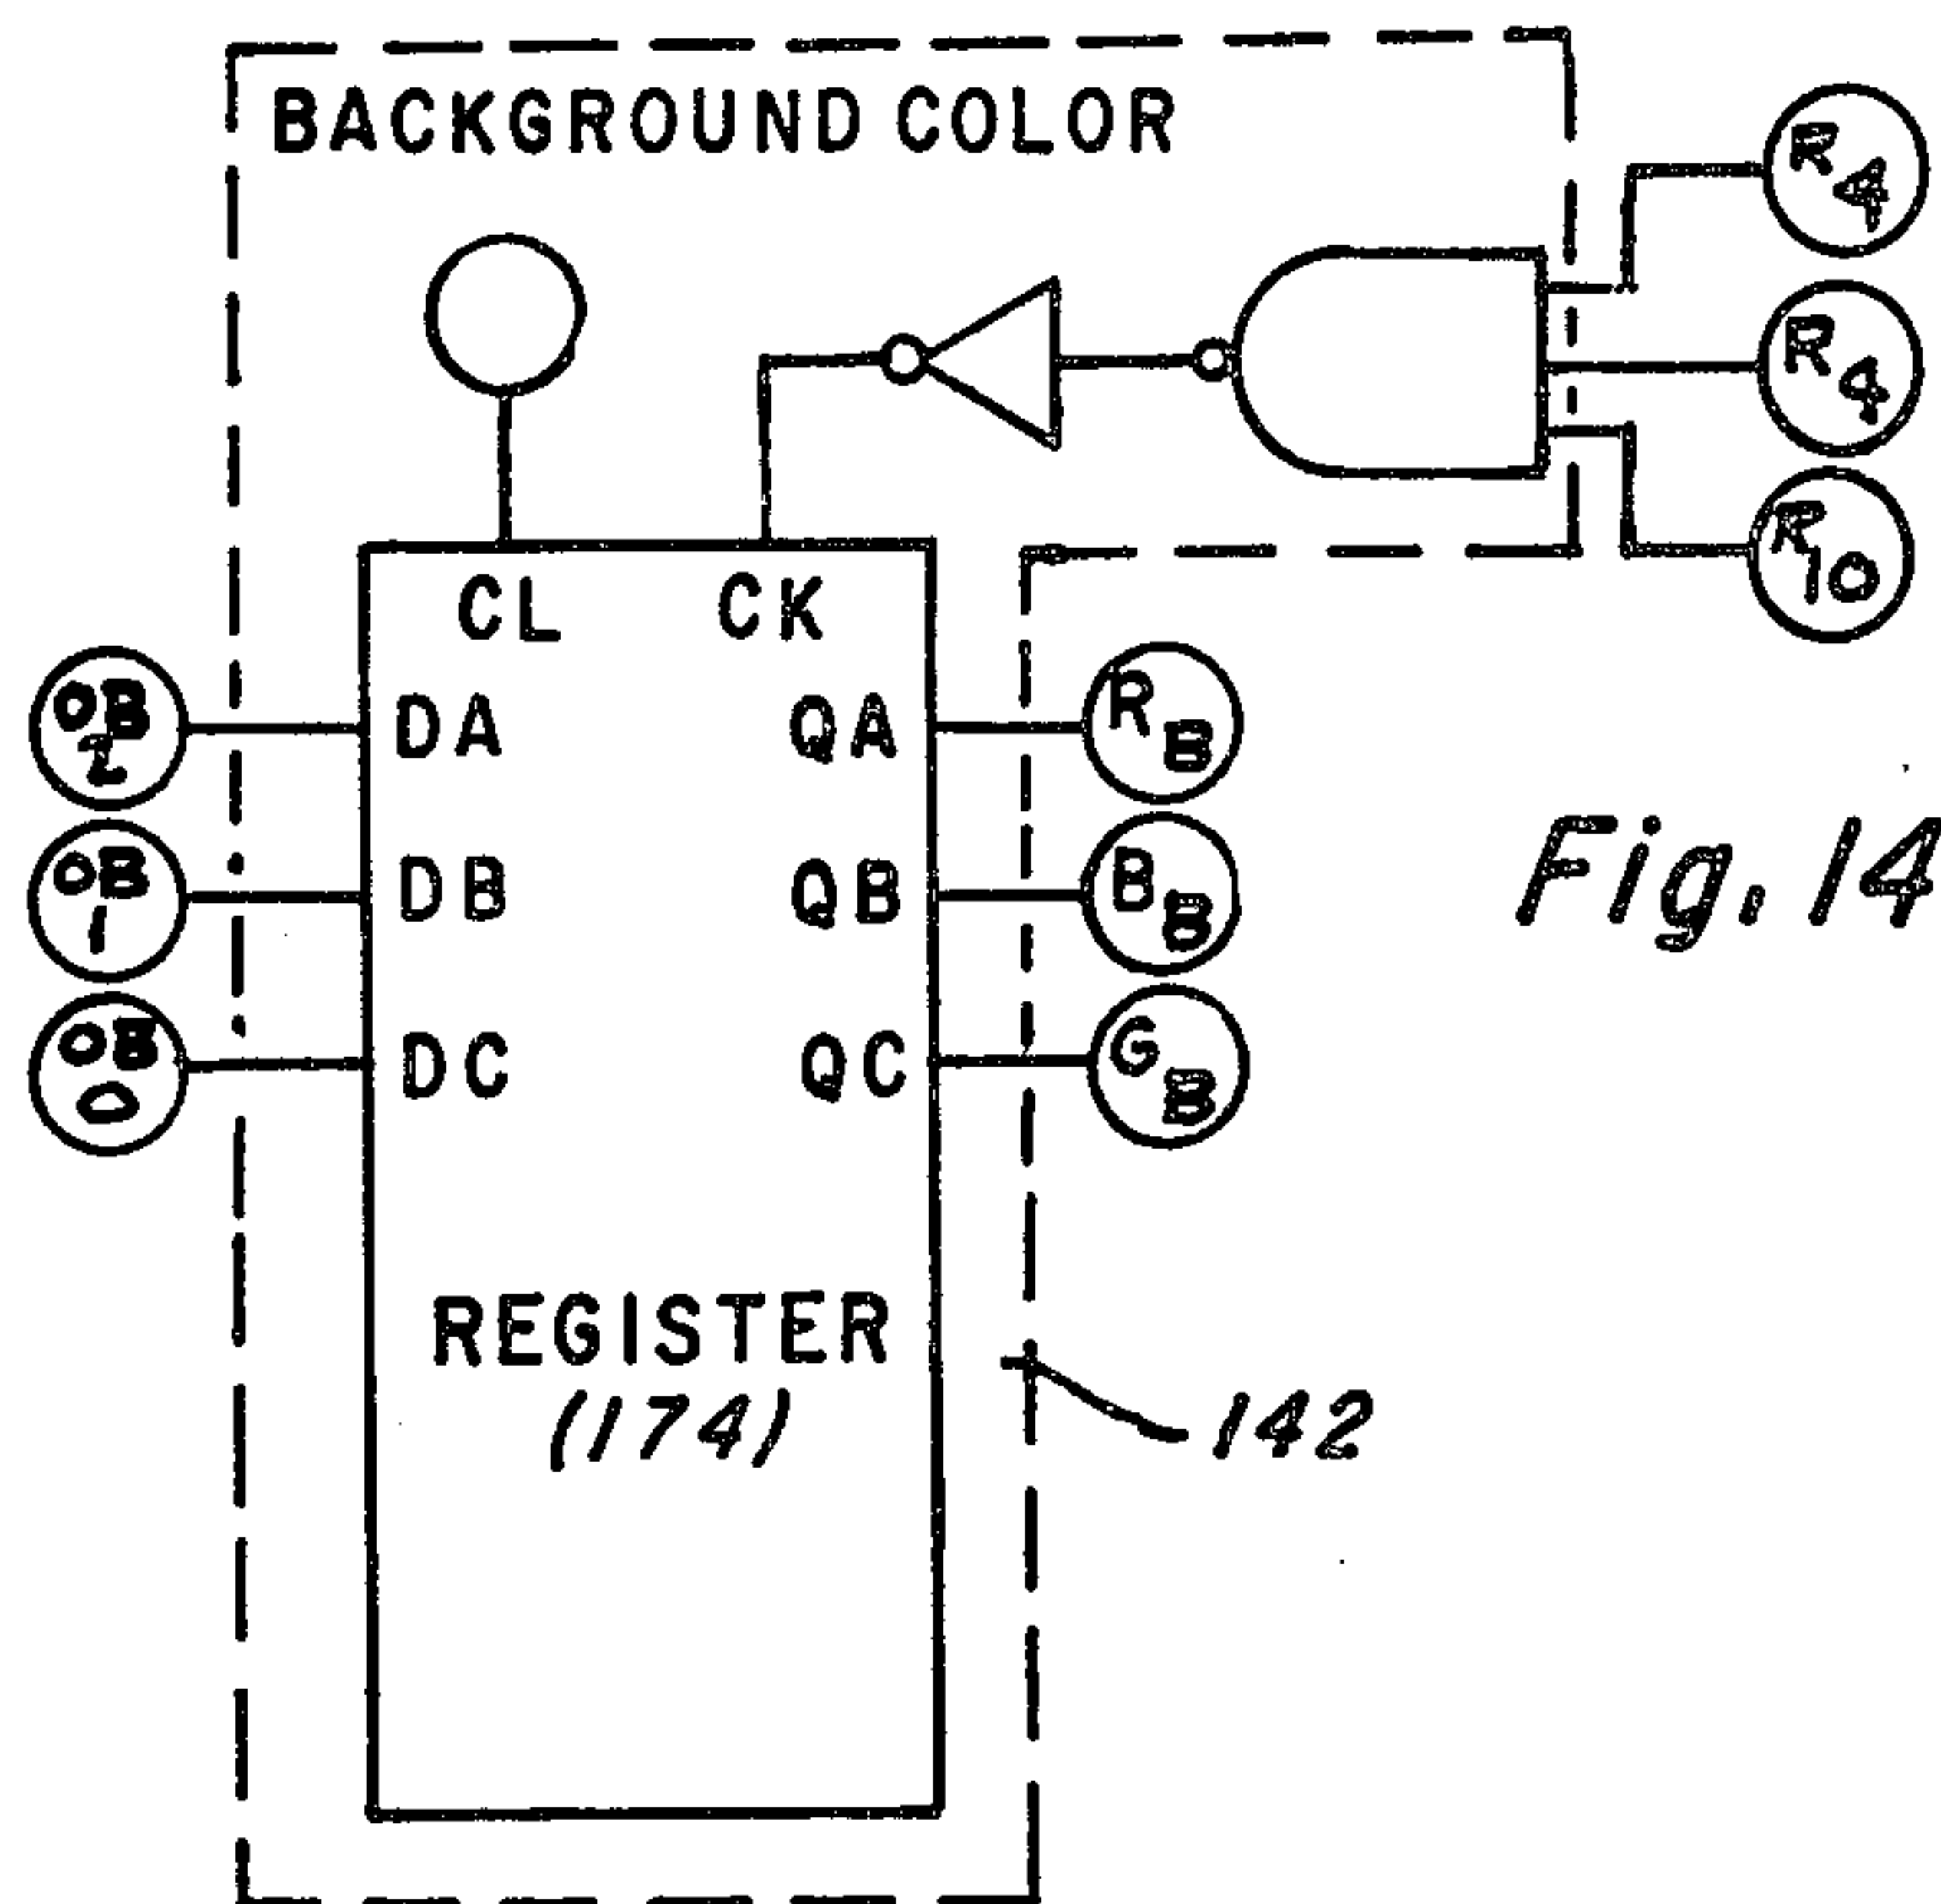 BACKGROUND COLOR
R4
R4
R10
CL CK
OB2 DA QA RB
OB1 DB QB BB
OB0 DC QC GB
Fig. 14
REGISTER
(174)
142